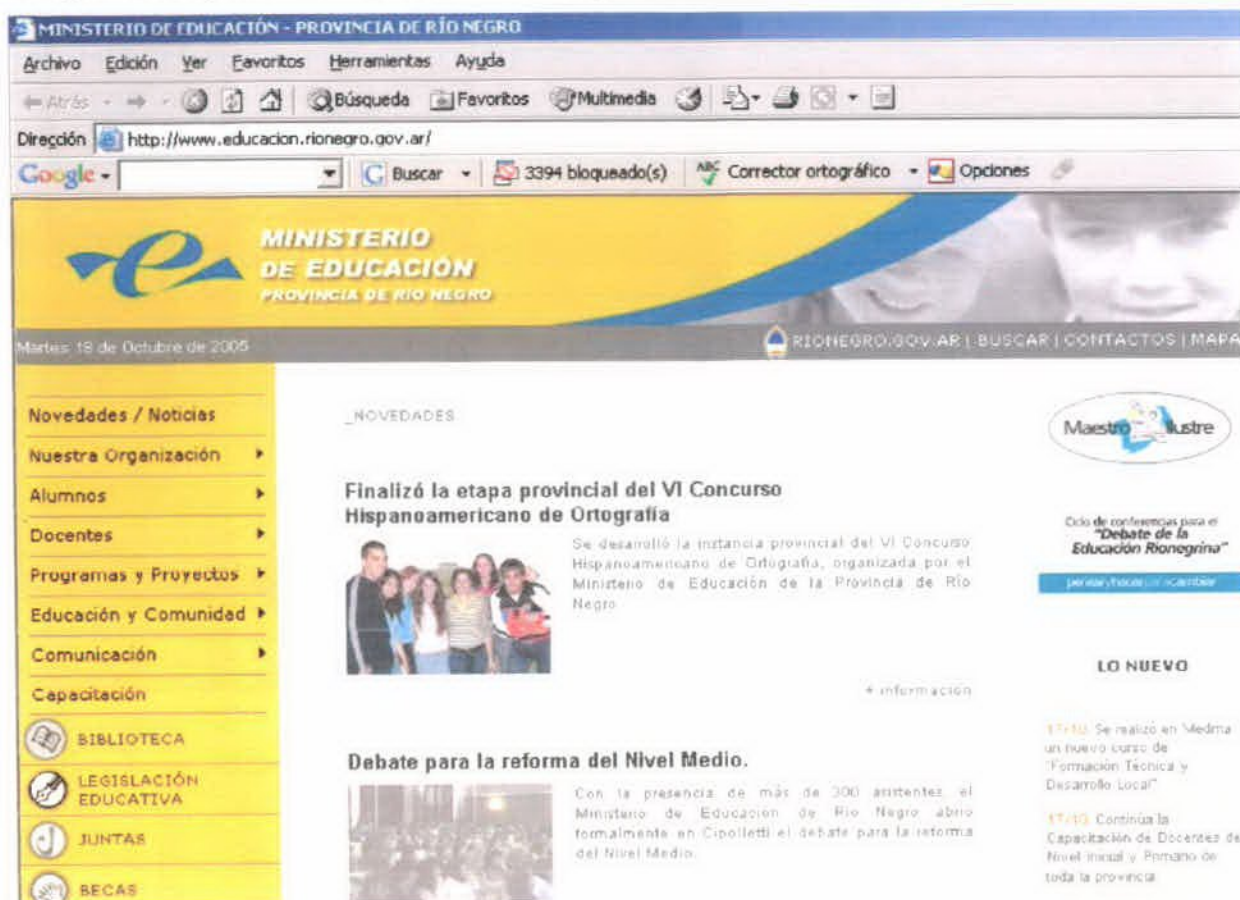 MINISTERIO DE EDUCACIÓN - PROVINCIA DE RÍO NEGRO
Archivo Edición Ver Favoritos Herramientas Ayuda
Atrás Búsqueda Favoritos Multimedia
Dirección http://www.educacion.rionegro.gov.ar/
Google Buscar 3394 bloqueado(s) Corrector ortográfico Opciones
MINISTERIO
DE EDUCACIÓN
PROVINCIA DE RIO NEGRO
Martes 18 de Octubre de 2005
RIONEGRO.GOV.AR | BUSCAR | CONTACTOS | MAPA
Novedades / Noticias
Nuestra Organización
Alumnos
Docentes
Programas y Proyectos
Educación y Comunidad
Comunicación
Capacitación
BIBLIOTECA
LEGISLACIÓN
EDUCATIVA
JUNTAS
BECAS
_NOVEDADES
Finalizó la etapa provincial del VI Concurso
Hispanoamericano de Ortografía
Se desarrolló la instancia provincial del VI Concurso
Hispanoamericano de Ortografía, organizada por el
Ministerio de Educación de la Provincia de Río
Negro
+ información
Debate para la reforma del Nivel Medio.
Con la presencia de más de 300 asistentes el
Ministerio de Educación de Río Negro abrió
formalmente en Cipolletti el debate para la reforma
del Nivel Medio.
Maestro Ilustre
Ciclo de conferencias para el
"Debate de la
Educación Rionegrina"
LO NUEVO
17/10. Se realizó en Viedma
un nuevo curso de
"Formación Técnica y
Desarrollo Local"
17/10. Continúa la
Capacitación de Docentes de
Nivel Inicial y Primario de
toda la provincia